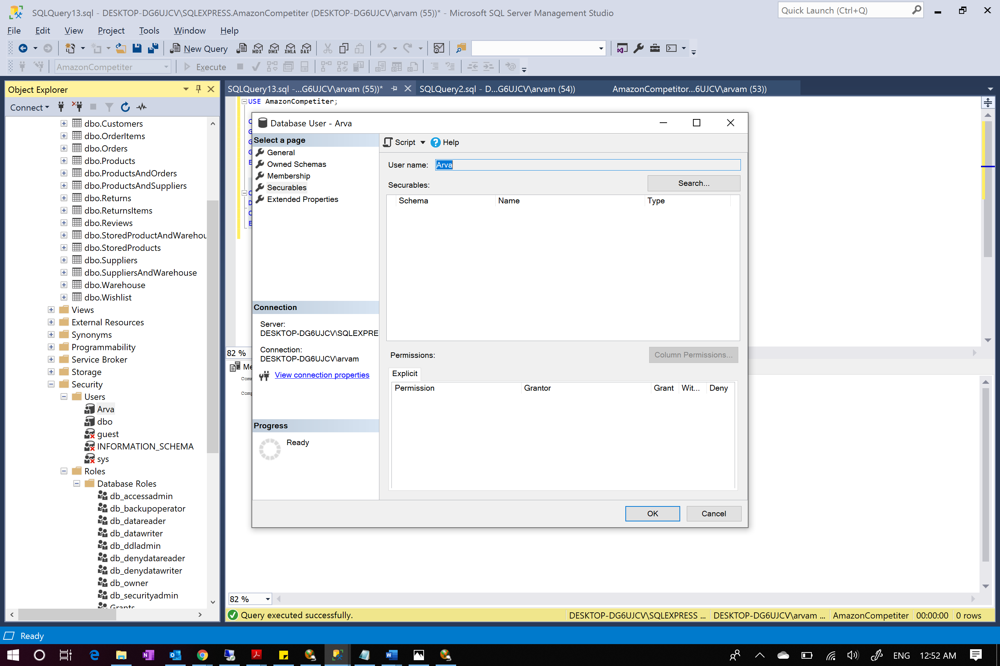 SQLQuery13.sql - DESKTOP-DG6UJCV\SQLEXPRESS.AmazonCompetiter (DESKTOP-DG6UJCV\arvam (55))* - Microsoft SQL Server Management Studio
Quick Launch (Ctrl+Q)
File Edit View Project Tools Window Help
New Query MDX DMX XMLA DAX
AmazonCompetiter Execute
Object Explorer
Connect
dbo.Customers
dbo.OrderItems
dbo.Orders
dbo.Products
dbo.ProductsAndOrders
dbo.ProductsAndSuppliers
dbo.Returns
dbo.ReturnsItems
dbo.Reviews
dbo.StoredProductAndWarehou
dbo.StoredProducts
dbo.Suppliers
dbo.SuppliersAndWarehouse
dbo.Warehouse
dbo.Wishlist
Views
External Resources
Synonyms
Programmability
Service Broker
Storage
Security
Users
Arva
dbo
guest
INFORMATION_SCHEMA
sys
Roles
Database Roles
db_accessadmin
db_backupoperator
db_datareader
db_datawriter
db_ddladmin
db_denydatareader
db_denydatawriter
db_owner
db_securityadmin
Grants
SQLQuery13.sql -...G6UJCV\arvam (55))* SQLQuery2.sql - D...G6UJCV\arvam (54)) AmazonCompetitor...6UJCV\arvam (53))
USE AmazonCompetiter;
82 %
Database User - Arva
Select a page
General
Owned Schemas
Membership
Securables
Extended Properties
Connection
Server:
DESKTOP-DG6UJCV\SQLEXPRE
Connection:
DESKTOP-DG6UJCV\arvam
View connection properties
Progress
Ready
Script Help
User name: Arva
Securables: Search...
Schema Name Type
Permissions: Column Permissions...
Explicit
Permission Grantor Grant Wit... Deny
OK Cancel
82 %
Query executed successfully. DESKTOP-DG6UJCV\SQLEXPRESS ... DESKTOP-DG6UJCV\arvam ... AmazonCompetiter 00:00:00 0 rows
Ready
ENG 12:52 AM